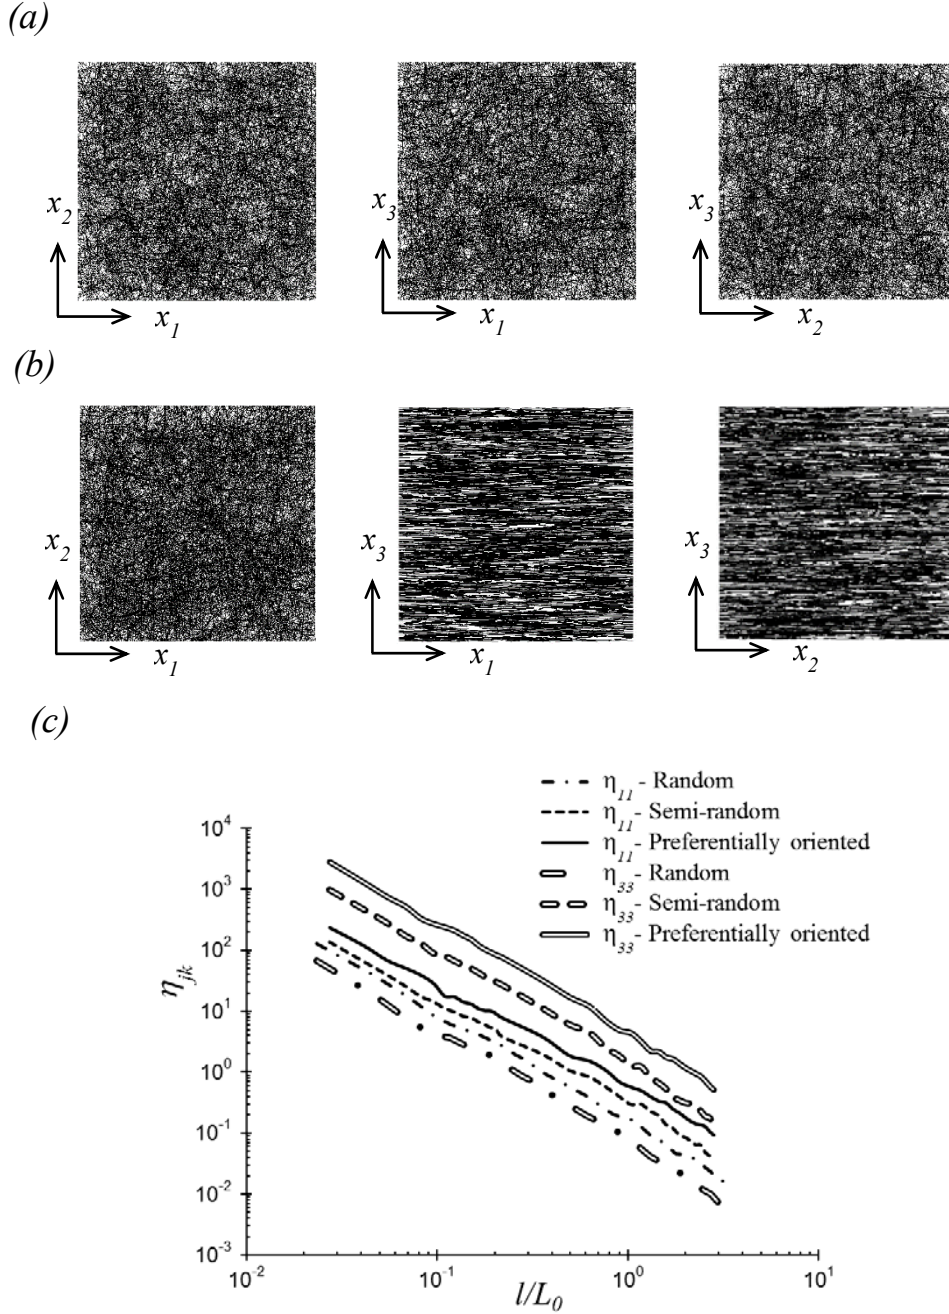 (a)
x2 x3 x3
x1 x1 x2
(b)
x2 x3 x3
x1 x1 x2
(c)
η11 - Random
η11 - Semi-random
η11 - Preferentially oriented
η33 - Random
η33 - Semi-random
η33 - Preferentially oriented
ηjk
10^4
10^3
10^2
10^1
10^0
10^-1
10^-2
10^-3
10^-2 10^-1 10^0 10^1
l/L0